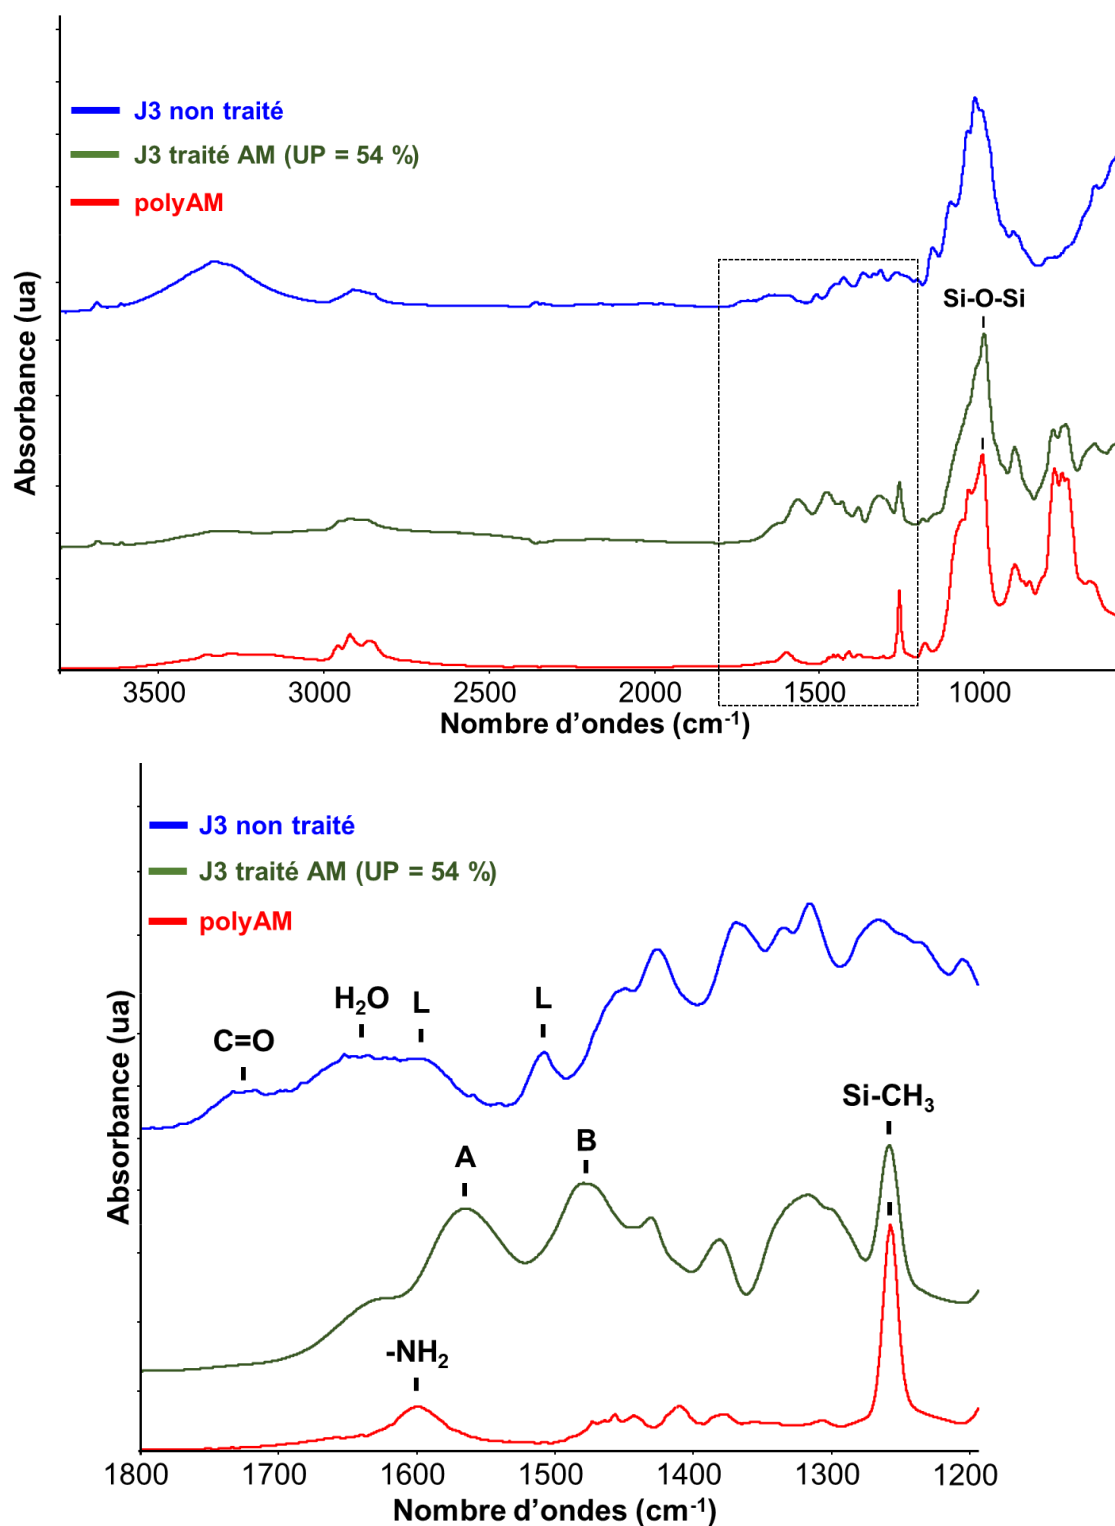 J3 non traité
J3 traité AM (UP = 54 %)
polyAM
Absorbance (ua)
Si-O-Si
3500 3000 2500 2000 1500 1000
Nombre d’ondes (cm⁻¹)
J3 non traité
J3 traité AM (UP = 54 %)
polyAM
Absorbance (ua)
C=O H₂O L L
Si-CH₃
A B
-NH₂
1800 1700 1600 1500 1400 1300 1200
Nombre d’ondes (cm⁻¹)